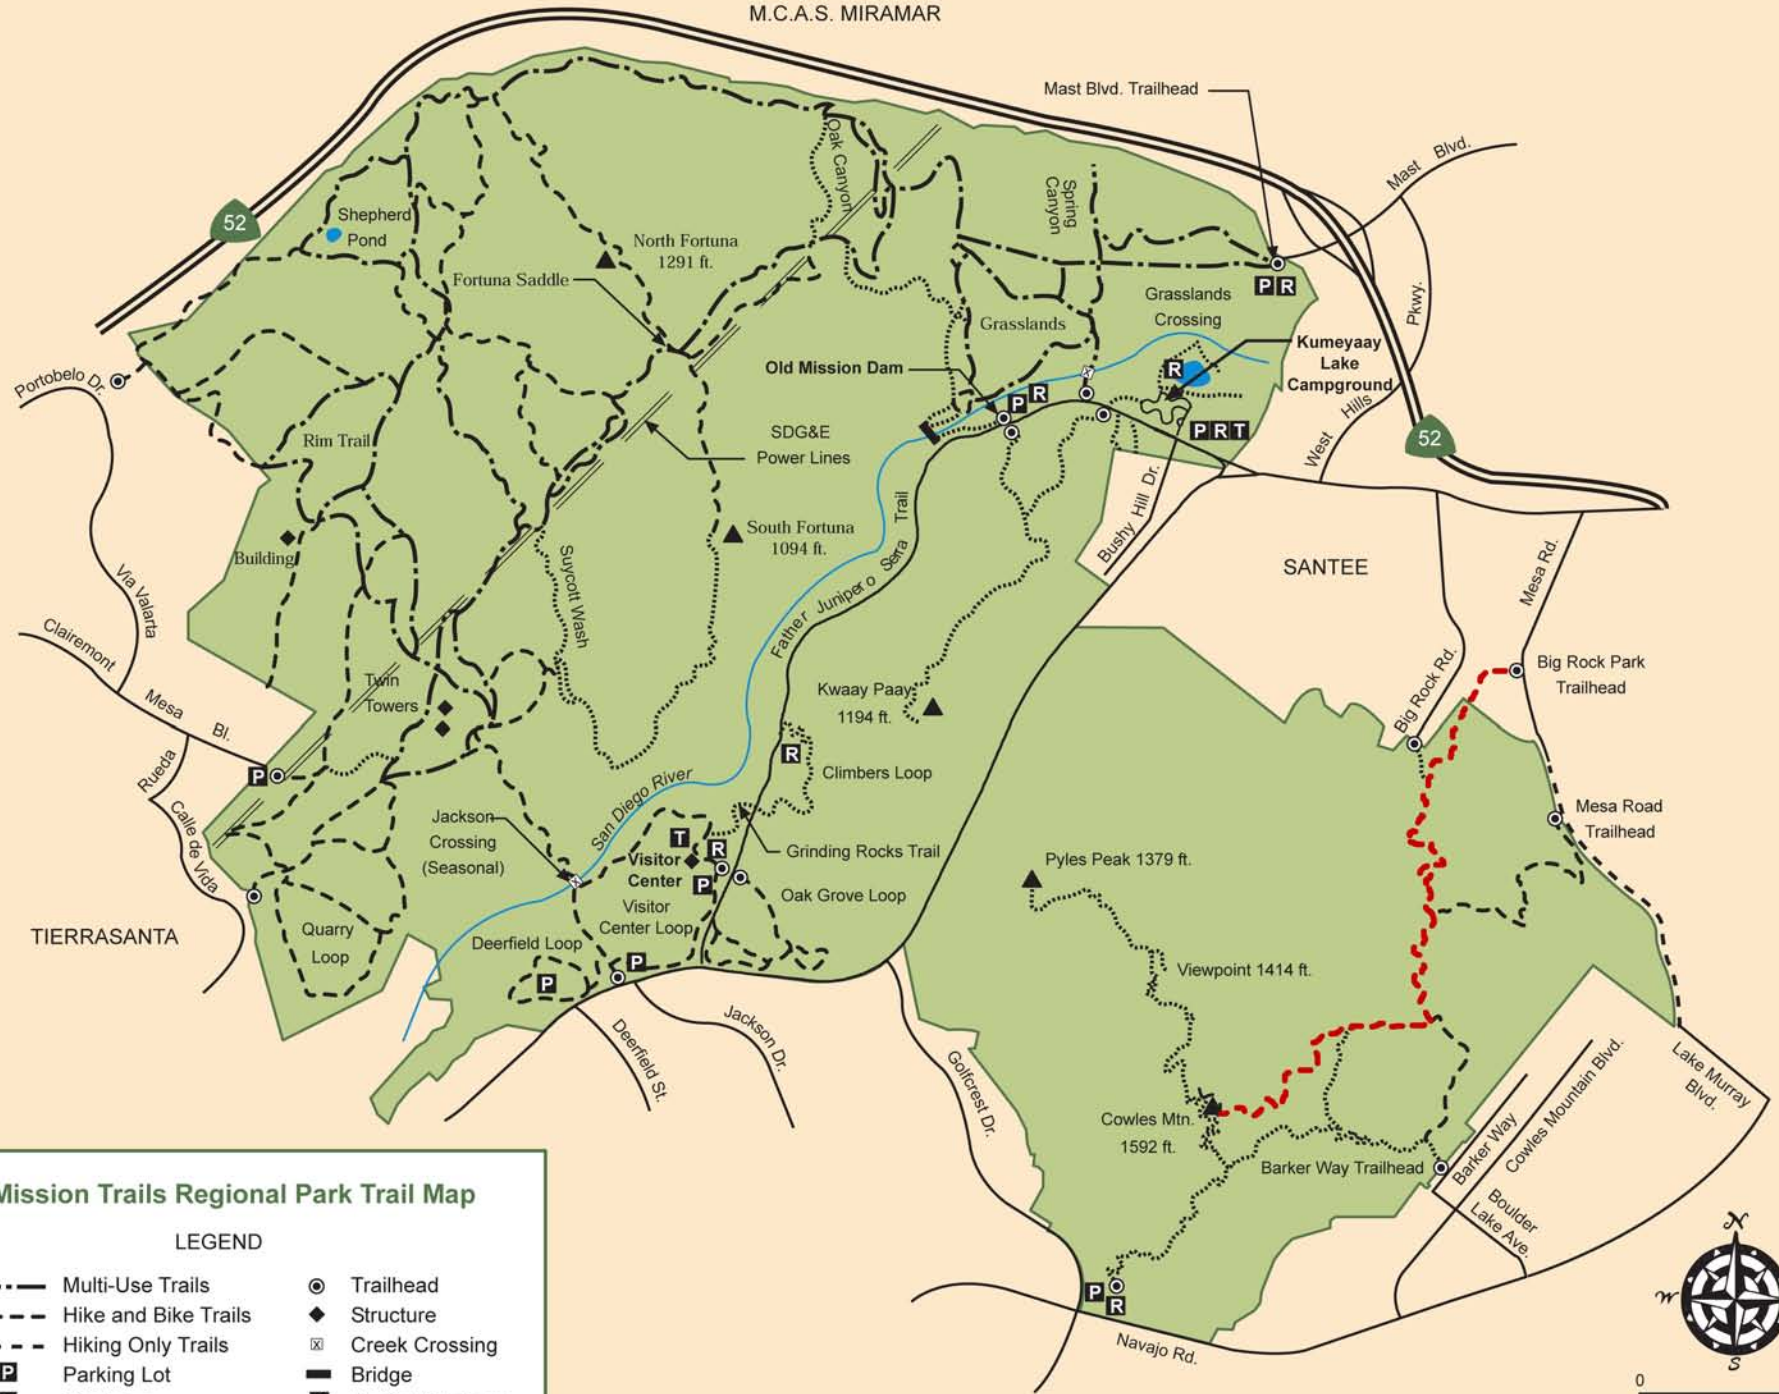 M.C.A.S. MIRAMAR
Mast Blvd. Trailhead
Mast Blvd.
52
Shepherd
Pond
Oak Canyon
Spring
Canyon
North Fortuna
1291 ft.
Fortuna Saddle
P R
Pkwy.
Grasslands
Crossing
Grasslands
Kumeyaay
Lake
Campground
R
Old Mission Dam
P R
Portobelo Dr.
Hills
West
P R T
52
Rim Trail
SDG&E
Power Lines
Bushy Hill Dr.
South Fortuna
1094 ft.
Trail
Father Junipero Serra
Building
Suycott Wash
SANTEE
Mesa Rd.
Via Valarta
Clairemont
Mesa Bl.
Twin
Towers
Kwaay Paay
1194 ft.
Big Rock Rd.
Big Rock Park
Trailhead
R
Climbers Loop
P
Rueda
Calle de Vida
San Diego River
Jackson
Crossing
(Seasonal)
Mesa Road
Trailhead
T
R
Visitor
Center
P
Grinding Rocks Trail
Pyles Peak 1379 ft.
Visitor
Center Loop
Oak Grove Loop
TIERRASANTA
Quarry
Loop
Deerfield Loop
P
P
Viewpoint 1414 ft.
Deerfield St.
Jackson Dr.
Golfcrest Dr.
Lake Murray
Blvd.
Cowles Mtn.
1592 ft.
Barker Way Trailhead
Barker Way
Cowles Mountain Blvd.
Boulder
Lake Ave.
P
R
Navajo Rd.
N
W
S
0
Mission Trails Regional Park Trail Map
LEGEND
Multi-Use Trails
Trailhead
Hike and Bike Trails
Structure
Hiking Only Trails
Creek Crossing
P
Parking Lot
Bridge